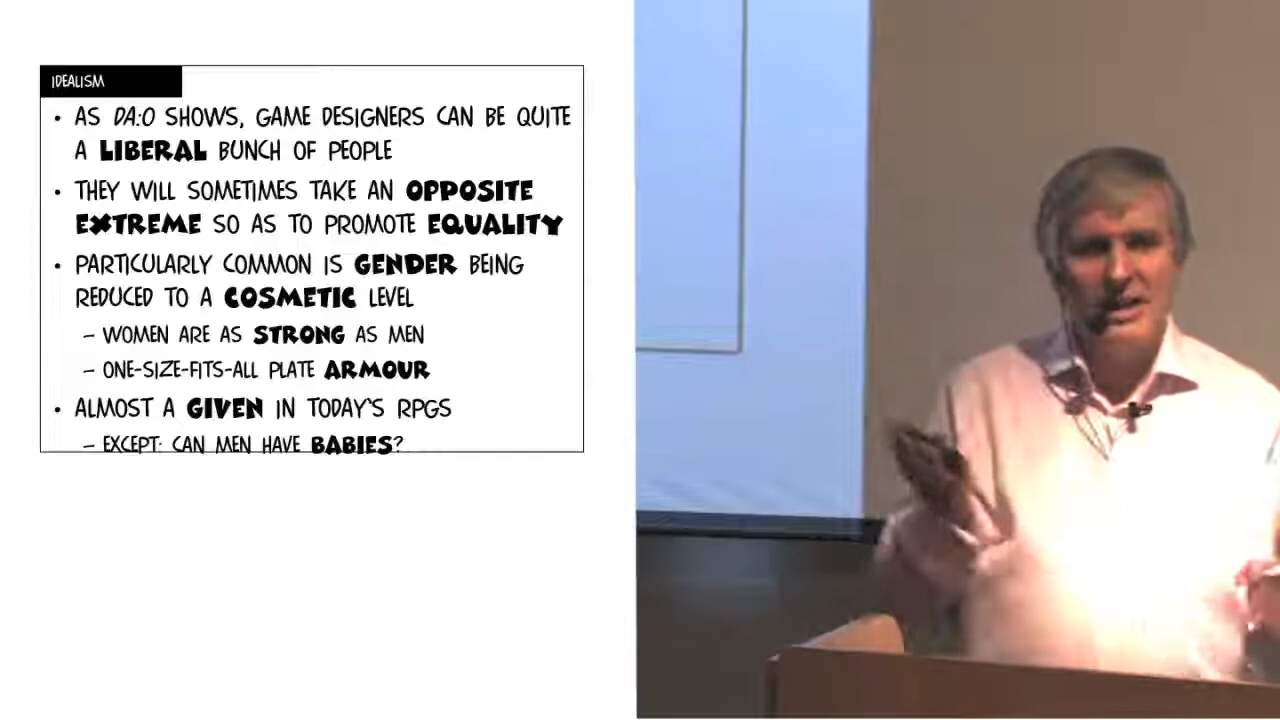 IDEALISM
• AS DA:O SHOWS, GAME DESIGNERS CAN BE QUITE
A LIBERAL BUNCH OF PEOPLE
• THEY WILL SOMETIMES TAKE AN OPPOSITE
EXTREME SO AS TO PROMOTE EQUALITY
• PARTICULARLY COMMON IS GENDER BEING
REDUCED TO A COSMETIC LEVEL
– WOMEN ARE AS STRONG AS MEN
– ONE-SIZE-FITS-ALL PLATE ARMOUR
• ALMOST A GIVEN IN TODAY'S RPGS
– EXCEPT: CAN MEN HAVE BABIES?